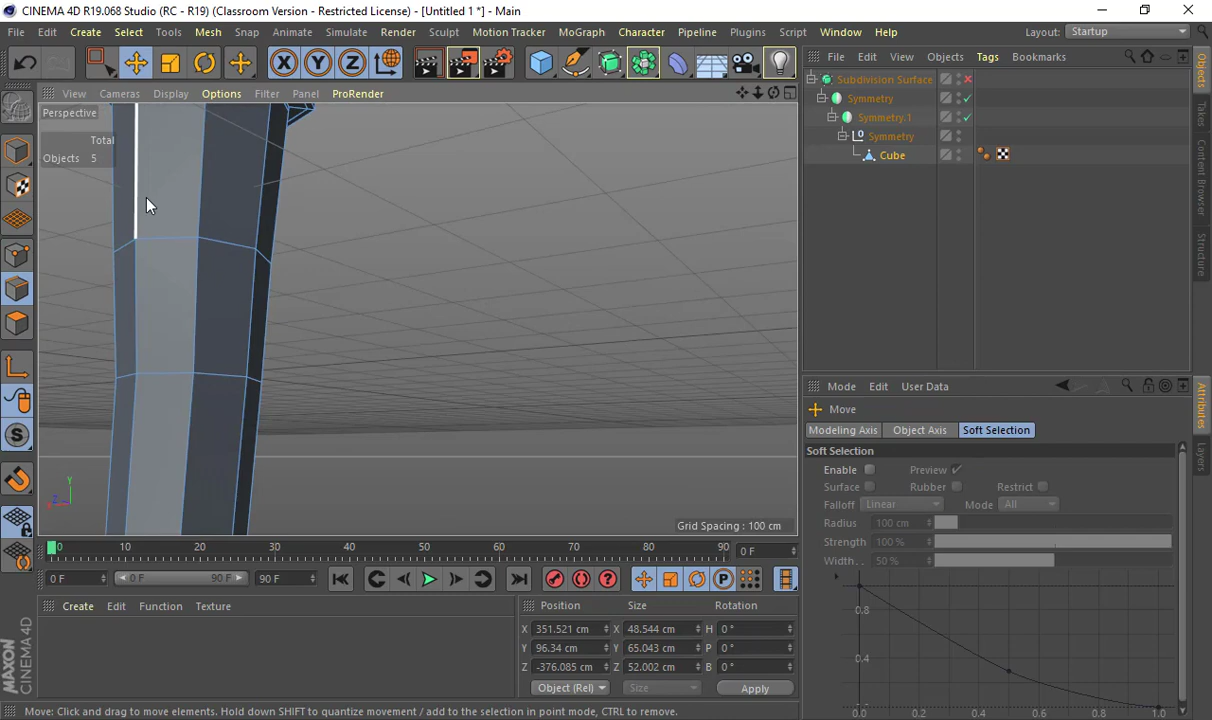 CINEMA 4D R19.068 Studio (RC - R19) (Classroom Version - Restricted License) - [Untitled 1 *] - Main
File Edit Create Select Tools Mesh Snap Animate Simulate Render Sculpt Motion Tracker MoGraph Character Pipeline Plugins Script Window Help Layout: Startup
X Y Z
File Edit View Objects Tags Bookmarks
View Cameras Display Options Filter Panel ProRender
Perspective
Total
Objects 5
Subdivision Surface
Symmetry
Symmetry.1
Symmetry
Cube
Objects
Takes
Content Browser
Structure
Mode Edit User Data
Move
Modeling Axis Object Axis Soft Selection
Soft Selection
Enable Preview
Surface Rubber Restrict
Falloff Linear Mode All
Radius 100 cm
Strength 100 %
Width 50 %
0.8
0.4
0.0 0.2 0.4 0.6 0.8 1.0
Attributes
Layers
Y
Z X
Grid Spacing : 100 cm
0 10 20 30 40 50 60 70 80 90 0 F
0 F 0 F 90 F 90 F
Create Edit Function Texture
Position Size Rotation
X 351.521 cm X 48.544 cm H 0 °
Y 96.34 cm Y 65.043 cm P 0 °
Z -376.085 cm Z 52.002 cm B 0 °
Object (Rel) Size Apply
MAXON
CINEMA 4D
Move: Click and drag to move elements. Hold down SHIFT to quantize movement / add to the selection in point mode, CTRL to remove.